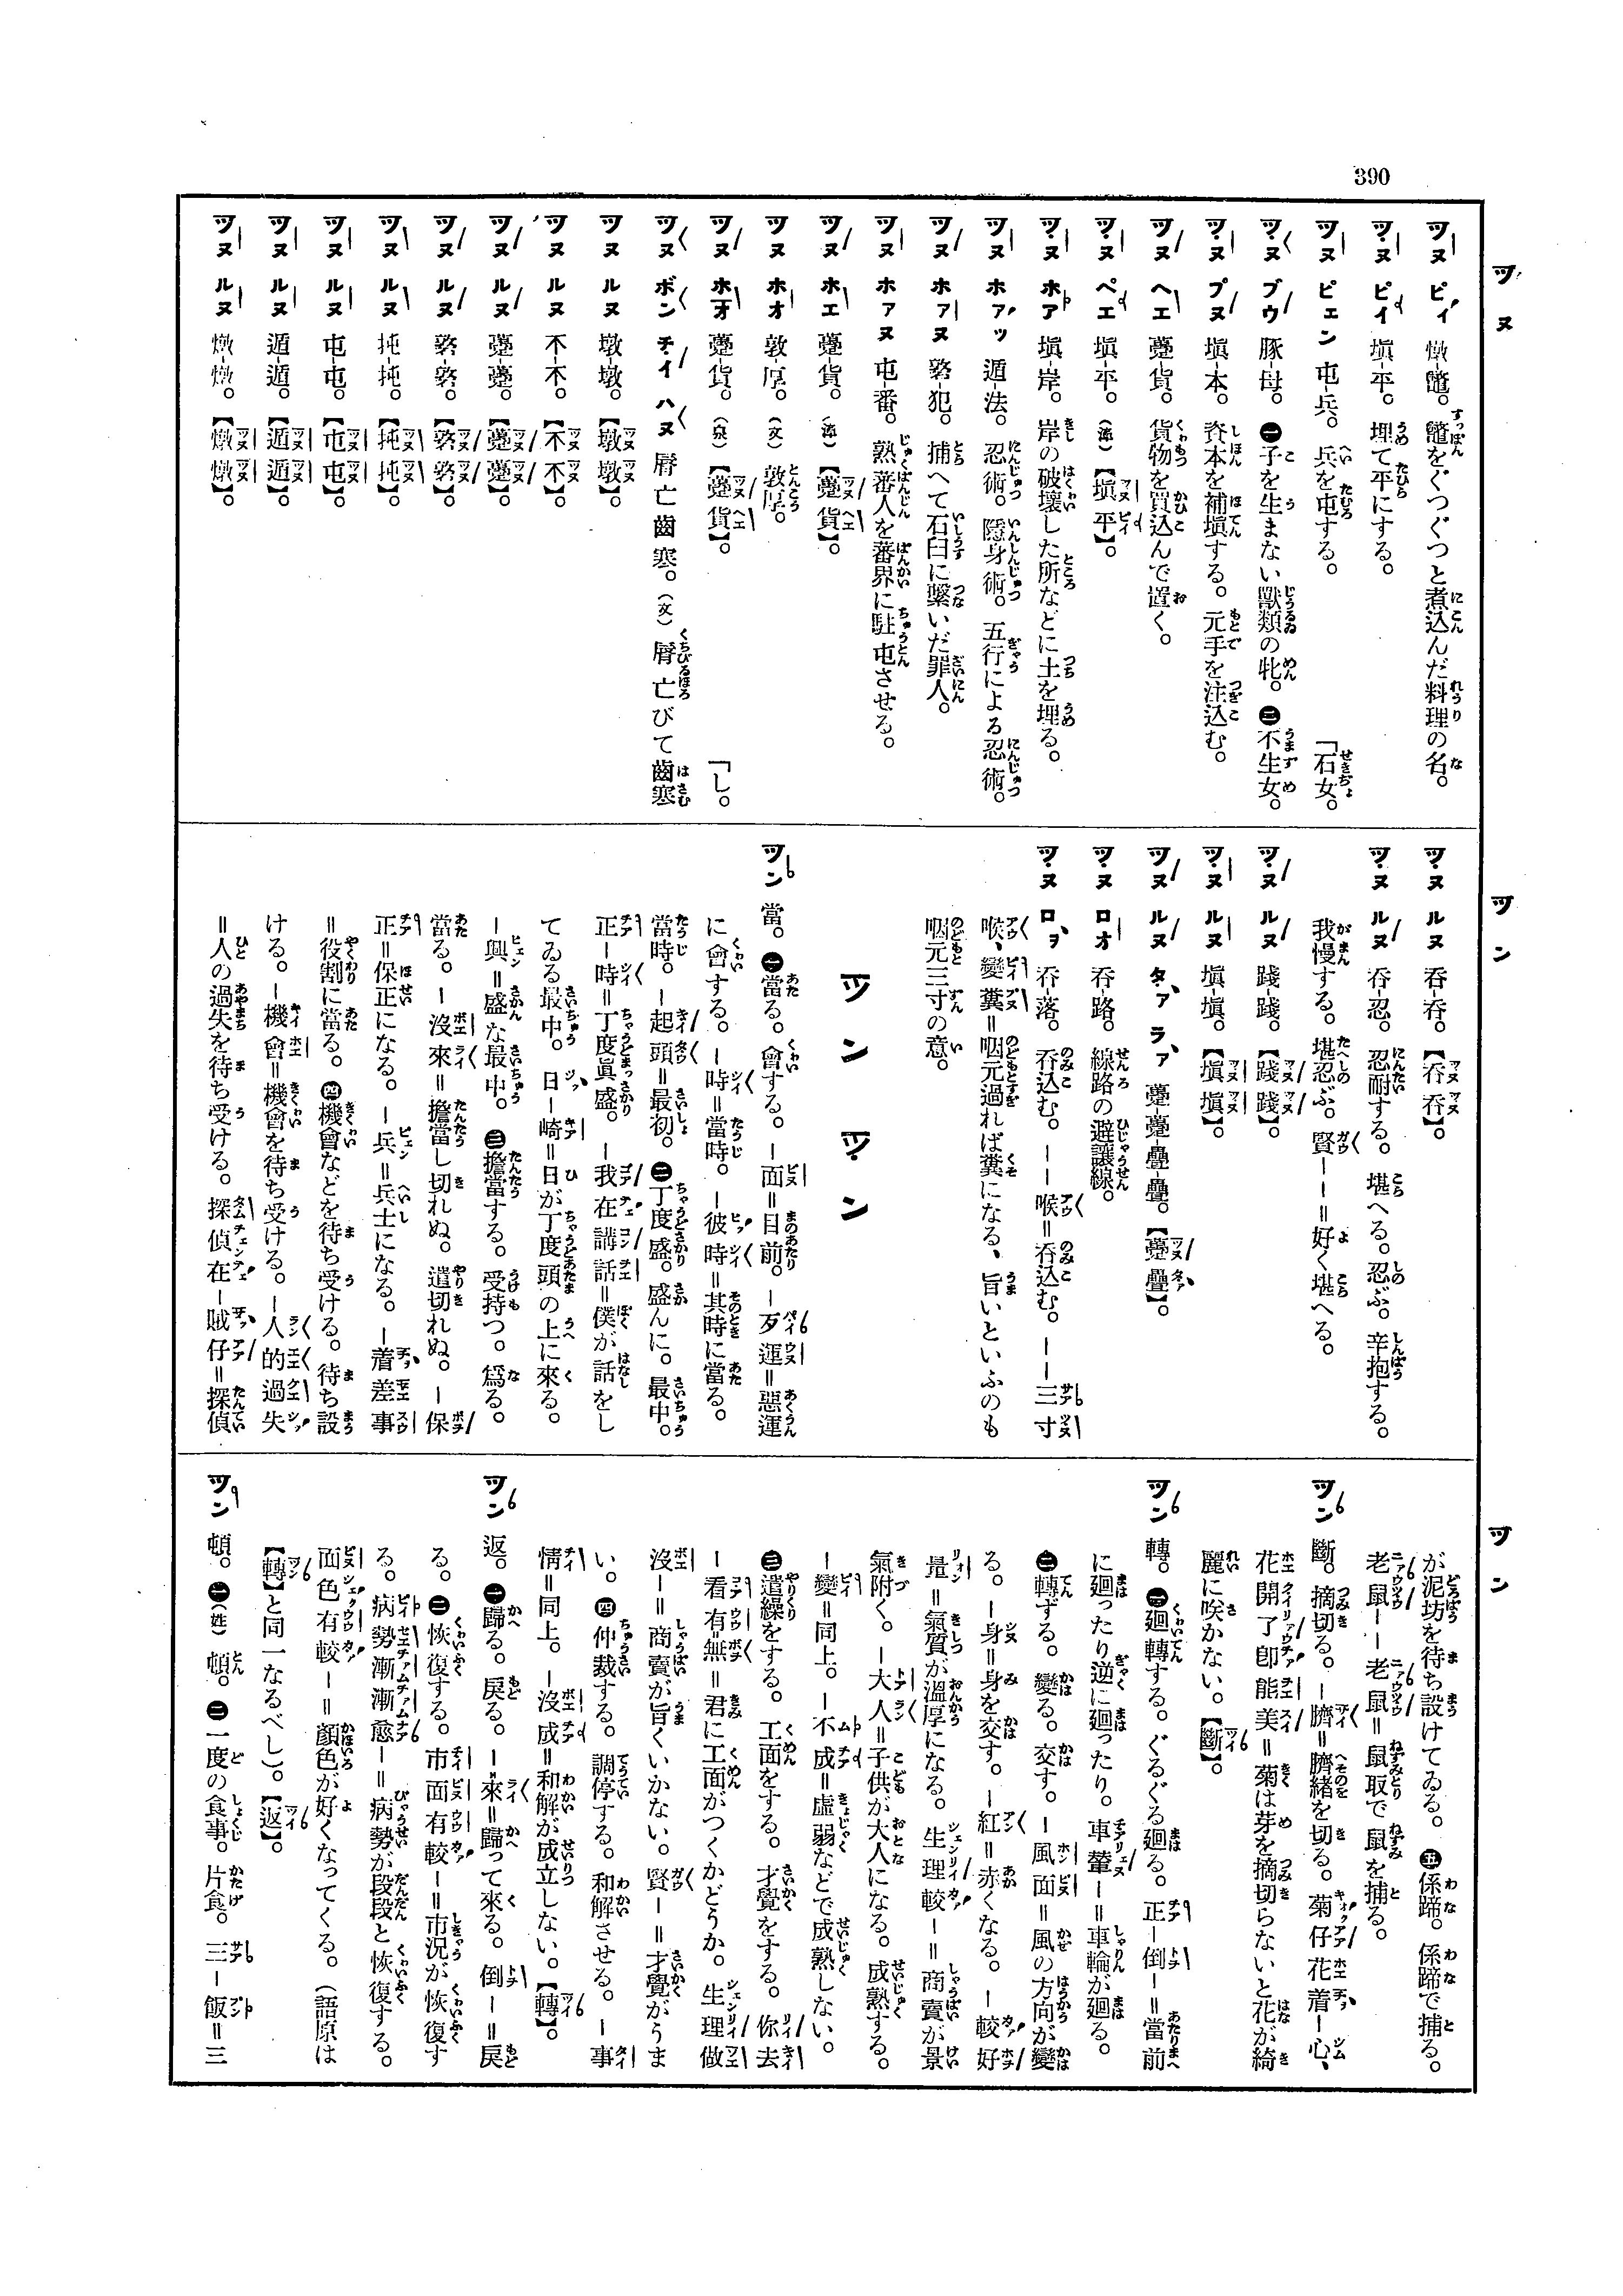 390
ツヌ
ツヌ ピィ 燉-鼈。鼈をぐつぐつと煮込んだ料理の名。
ツヌ ピイ 塡-平。埋て平にする。
ツヌ ピェン 屯-兵。兵を屯する。
「石女。
ツヌ ブウ 豚-母。㊀子を生まない獸類の牝。㊁不生女。
ツヌ プヌ 塡-本。資本を補塡する。元手を注込む。
ツヌ ヘエ 躉-貨。貨物を買込んで置く。
ツヌ ペエ 塡-平。(漳)【塡平】。
ツヌ ホア 塡-岸。岸の破壞した所などに土を埋る。
ツヌ ホアッ 遁-法。忍術。隱身術。五行による忍術。
ツヌ ホアヌ 犯。捕へて石臼に繫いだ罪人。
ツヌ ホアヌ 屯-番。熟蕃人を蕃界に駐屯させる。
ツヌ ホエ 躉-貨。(漳)【躉貨】。
ツヌ ホオ 敦-厚。(文)敦厚。
ツヌ ホオ 躉-貨。(泉)【躉貨】。
「し。
ツヌ ボン チイ ハヌ 脣亡齒寒。(文)脣亡びて齒寒
ツヌ ルヌ 墩-墩。【墩墩】。
ツヌ ルヌ 不-不。【不不】。
ツヌ ルヌ 躉-躉。【躉躉】。
ツヌ ルヌ
ツヌ ルヌ 扽-扽。【扽扽】。
ツヌ ルヌ 屯-屯。【屯屯】。
ツヌ ルヌ 遁-遁。【遁遁】。
ツヌ ルヌ 燉-燉。【燉燉】。
ツン
ツヌ ルヌ 呑-呑。【呑呑】。
ツヌ ルヌ 呑-忍。忍耐する。堪へる。忍ぶ。辛抱する。
我慢する。堪忍ぶ。賢――=好く堪へる。
ツヌ ルヌ 踐-踐。【踐踐】。
ツヌ ルヌ 塡-塡。【塡塡】。
ツヌ ルヌ タァ ラァ 躉-躉-疊-疊。【躉疊】。
ツヌ ロオ 呑-路。線路の避讓線。
ツヌ ロヲ 呑-落。呑込む。――喉=呑込む。――三寸
喉、變糞=咽元過れば糞になる、旨いといふのも
咽元三寸の意。
ツン ツン
ツン 當。㊀當る。會する。―面=目前。―歹運=惡運
に會する。―時=當時。―彼時=其時に當る。
當時。―起頭=最初。㊁丁度盛。盛んに。最中。
正―時=丁度眞盛。―我在講話=僕が話をし
てゐる最中。日―崎=日が丁度頭の上に來る。
―興=盛な最中。㊂擔當する。受持つ。爲る。
當る。―沒來=擔當し切れぬ。遣切れぬ。―保
正=保正になる。―兵=兵士になる。―着差事
=役割に當る。㊃機會などを待ち受ける。待ち設
ける。―機會=機會を待ち受ける。―人的過失
=人の過失を待ち受ける。探偵在―賊仔=探偵
ツン
が泥坊を待ち設けてゐる。㊄係蹄。係蹄で捕る。
老鼠――老鼠=鼠取で鼠を捕る。
ツン 斷。摘切る。―臍=臍緒を切る。菊仔花着―心、
花開了卽能美=菊は芽を摘切らないと花が綺
麗に咲かない。【斷】。
ツン 轉。㊀廻轉する。ぐるぐる廻る。正―倒―=當前
に廻ったり逆に廻ったり。車輦―=車輪が廻る。
㊁轉ずる。變る。交す。―風面=風の方向が變
る。―身=身を交す。―紅=赤くなる。―較好
量=氣質が溫厚になる。生理較―=商賣が景
氣附く。―大人=子供が大人になる。成熟する。
―變=同上。―不成=虛弱などで成熟しない。
㊂遣繰をする。工面をする。才覺をする。你去
―看有無=君に工面がつくかどうか。生理做
沒―=商賣が旨くいかない。賢―=才覺がうま
い。㊃仲裁する。調停する。和解させる。―事
情=同上。―沒成=和解が成立しない。【轉】。
ツン 返。㊀歸る。戾る。―來=歸って來る。倒―=戾
る。㊁恢復する。市面有較―=市況が恢復す
る。病勢漸漸愈―=病勢が段段と恢復する。
面色有較―=顏色が好くなってくる。(語原は
【轉】と同一なるべし)。【返】。
ツン 頓。㊀(姓)頓。㊁一度の食事。片食。三―飯=三